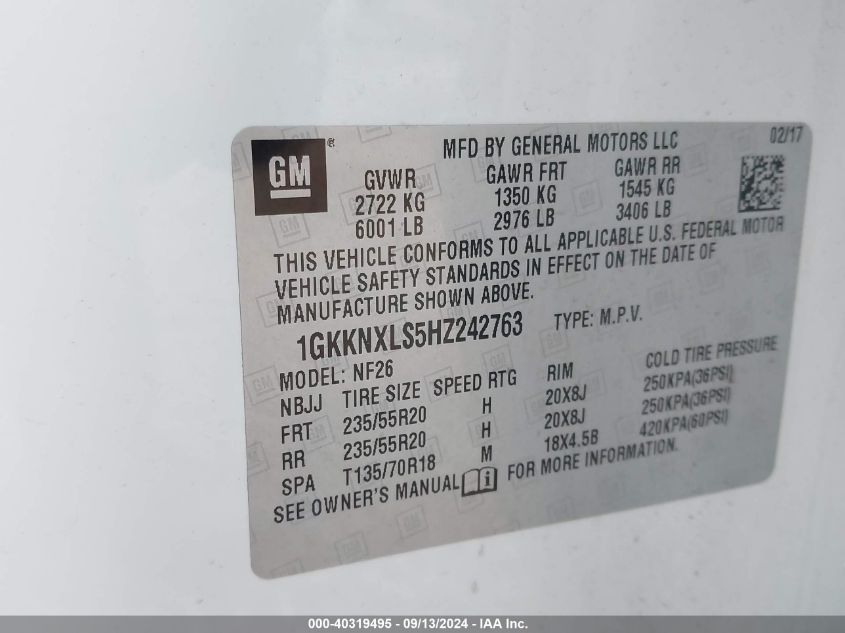 GM ®
MFD BY GENERAL MOTORS LLC 02/17
GVWR GAWR FRT GAWR RR
2722 KG 1350 KG 1545 KG
6001 LB 2976 LB 3406 LB
THIS VEHICLE CONFORMS TO ALL APPLICABLE U.S. FEDERAL MOTOR
VEHICLE SAFETY STANDARDS IN EFFECT ON THE DATE OF
MANUFACTURE SHOWN ABOVE.
1GKKNXLS5HZ242763 TYPE: M.P.V.
MODEL: NF26
NBJJ TIRE SIZE SPEED RTG RIM COLD TIRE PRESSURE
FRT 235/55R20 H 20X8J 250KPA(36PSI)
RR 235/55R20 H 20X8J 250KPA(36PSI)
SPA T135/70R18 M 18X4.5B 420KPA(60PSI)
SEE OWNER'S MANUAL FOR MORE INFORMATION.
000-40319495 - 09/13/2024 - IAA Inc.